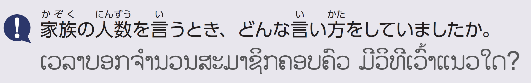 家族の人数を言うとき、どんな言い方をしていましたか。
ເວລາບອກຈຳນວນສະມາຊິກຄອບຄົວ ມີວິທີເວົ້າແນວໃດ?